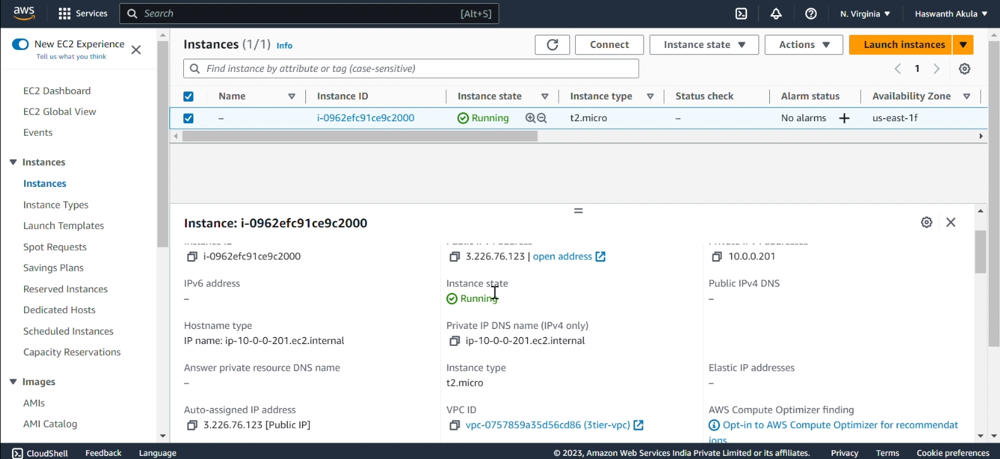 aws
Services
Search
[Alt+S]
N. Virginia
Haswanth Akula
New EC2 Experience
Tell us what you think
EC2 Dashboard
EC2 Global View
Events
Instances
Instances
Instance Types
Launch Templates
Spot Requests
Savings Plans
Reserved Instances
Dedicated Hosts
Scheduled Instances
Capacity Reservations
Images
AMIs
AMI Catalog
Instances (1/1) Info
Connect
Instance state
Actions
Launch instances
Find instance by attribute or tag (case-sensitive)
1
Name
Instance ID
Instance state
Instance type
Status check
Alarm status
Availability Zone
–
i-0962efc91ce9c2000
Running
t2.micro
–
No alarms
us-east-1f
Instance: i-0962efc91ce9c2000
Instance ID
i-0962efc91ce9c2000
Public IPv4 address
3.226.76.123 | open address
Private IPv4 addresses
10.0.0.201
IPv6 address
–
Instance state
Running
Public IPv4 DNS
–
Hostname type
IP name: ip-10-0-0-201.ec2.internal
Private IP DNS name (IPv4 only)
ip-10-0-0-201.ec2.internal
Answer private resource DNS name
–
Instance type
t2.micro
Elastic IP addresses
–
Auto-assigned IP address
3.226.76.123 [Public IP]
VPC ID
vpc-0757859a35d56cd86 (3tier-vpc)
AWS Compute Optimizer finding
Opt-in to AWS Compute Optimizer for recommendat
ions
CloudShell
Feedback
Language
© 2023, Amazon Web Services India Private Limited or its affiliates.
Privacy
Terms
Cookie preferences